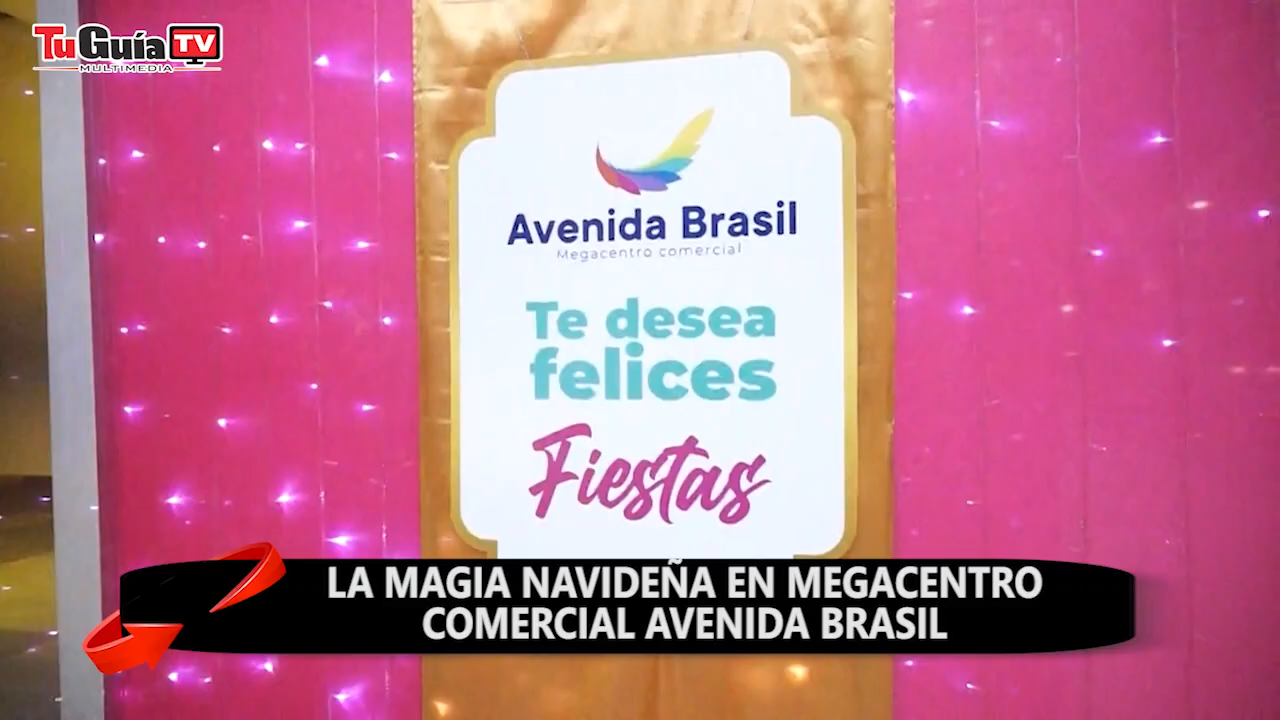 TuGuía TV
MULTIMEDIA
Avenida Brasil
Megacentro comercial
Te desea
felices
Fiestas
LA MAGIA NAVIDEÑA EN MEGACENTRO
COMERCIAL AVENIDA BRASIL